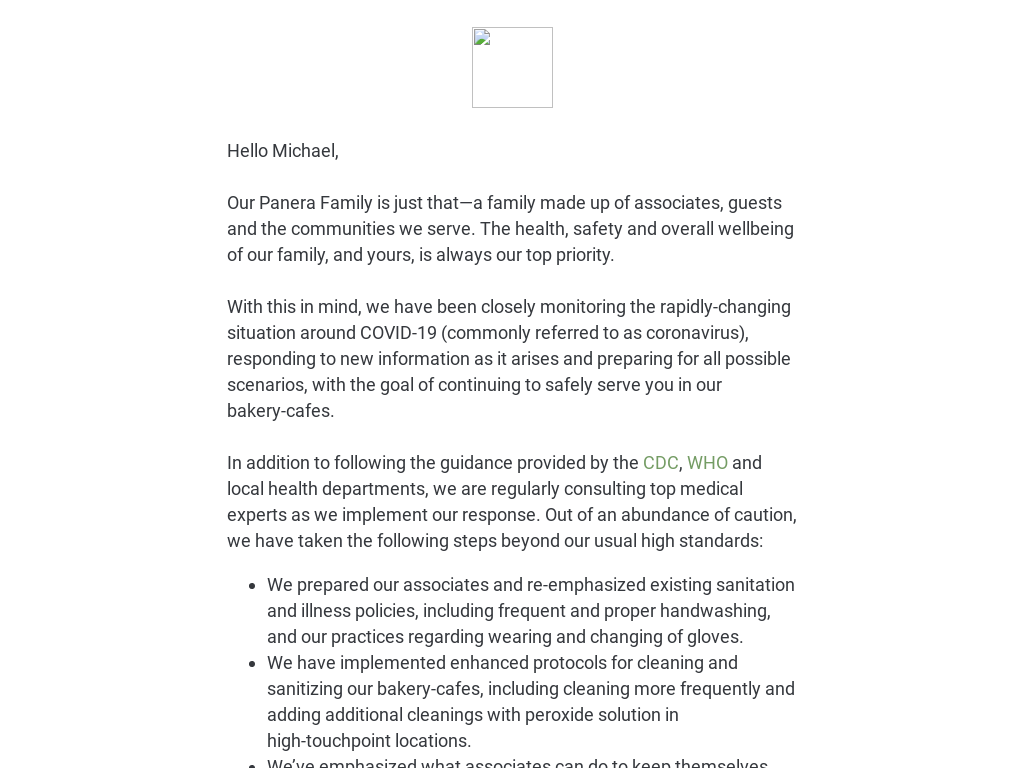 Hello Michael,
Our Panera Family is just that—a family made up of associates, guests
and the communities we serve. The health, safety and overall wellbeing
of our family, and yours, is always our top priority.
With this in mind, we have been closely monitoring the rapidly-changing
situation around COVID-19 (commonly referred to as coronavirus),
responding to new information as it arises and preparing for all possible
scenarios, with the goal of continuing to safely serve you in our
bakery-cafes.
In addition to following the guidance provided by the CDC, WHO and
local health departments, we are regularly consulting top medical
experts as we implement our response. Out of an abundance of caution,
we have taken the following steps beyond our usual high standards:
• We prepared our associates and re-emphasized existing sanitation
and illness policies, including frequent and proper handwashing,
and our practices regarding wearing and changing of gloves.
• We have implemented enhanced protocols for cleaning and
sanitizing our bakery-cafes, including cleaning more frequently and
adding additional cleanings with peroxide solution in
high-touchpoint locations.
• We’ve emphasized what associates can do to keep themselves